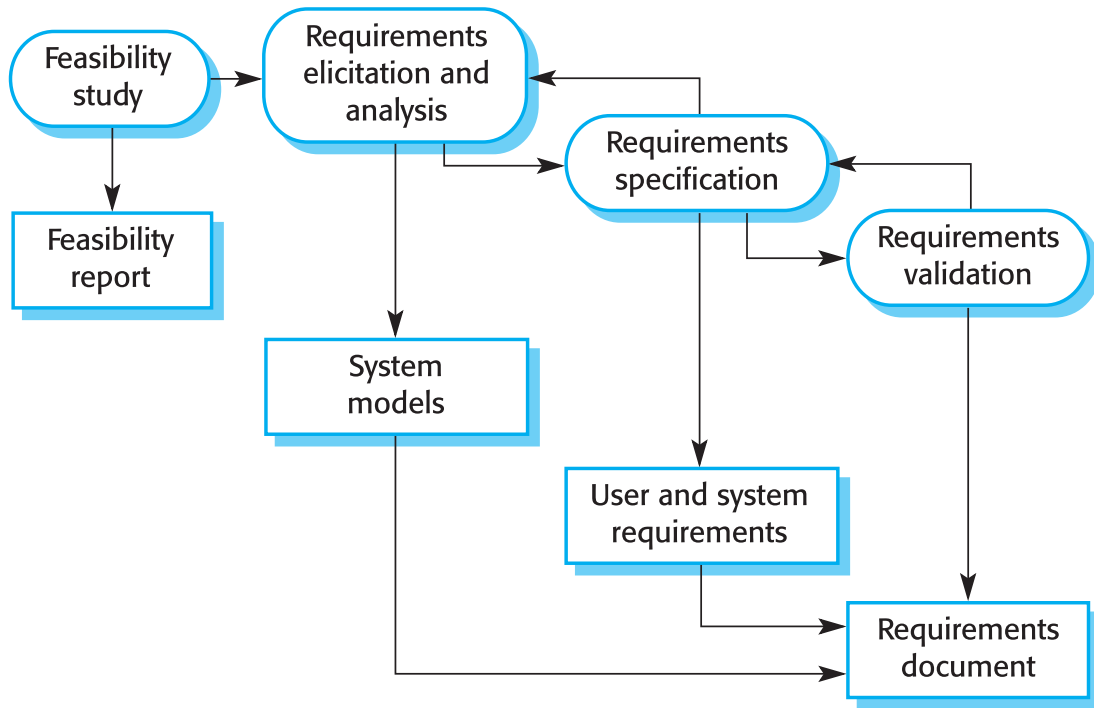 Feasibility
study
Requirements
elicitation and
analysis
Requirements
specification
Requirements
validation
Feasibility
report
System
models
User and system
requirements
Requirements
document